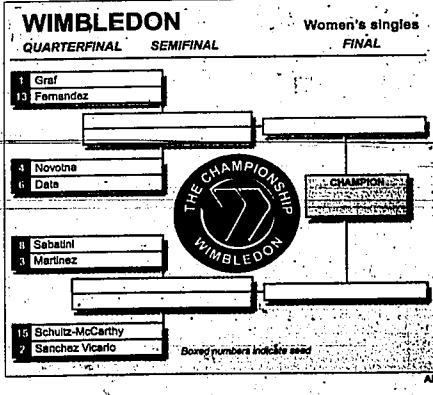 WIMBLEDON
Women's singles
QUARTERFINAL SEMIFINAL FINAL
1 Graf
13 Fernandez
4 Novotna
6 Date
THE CHAMPIONSHIP
WIMBLEDON
CHAMPION
8 Sabatini
3 Martinez
15 Schultz-McCarthy
2 Sanchez Vicario
Boxed numbers indicate seed